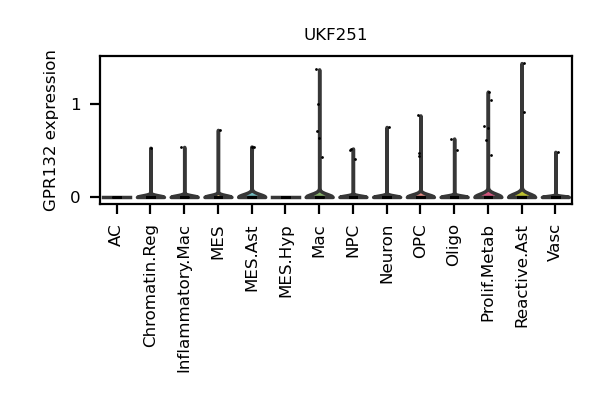 UKF251
GPR132 expression
1
0
AC
Chromatin.Reg
Inflammatory.Mac
MES
MES.Ast
MES.Hyp
Mac
NPC
Neuron
OPC
Oligo
Prolif.Metab
Reactive.Ast
Vasc